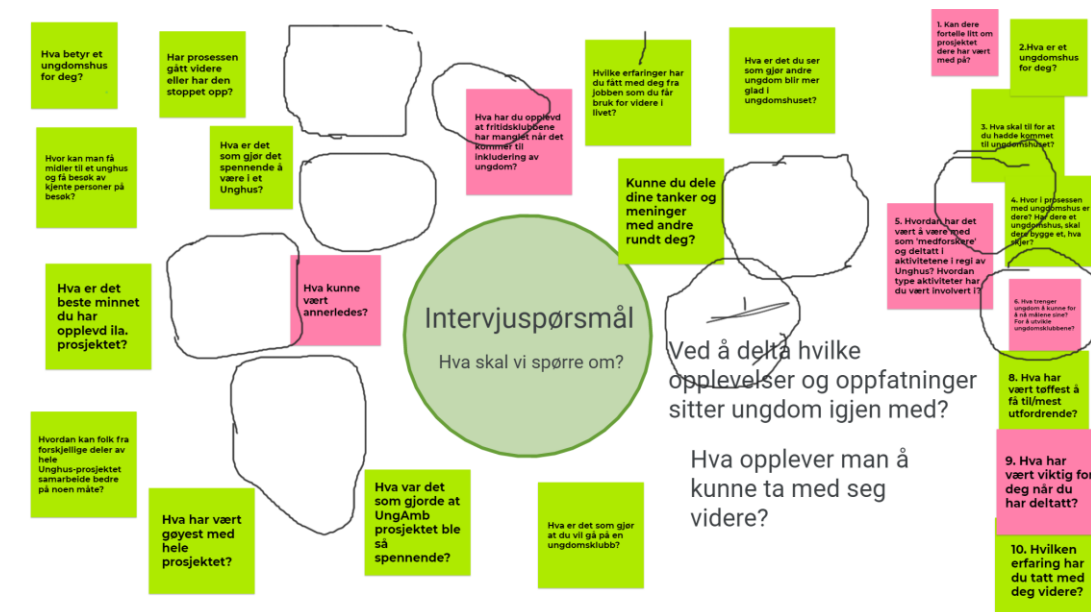 Hva betyr et
ungdomshus
for deg?
Har prosessen
gått videre
eller har den
stoppet opp?
Hvor kan man få
midler til et unghus
og få besøk av
kjente personer på
besøk?
Hva er det
som gjør det
spennende å
være i et
Unghus?
Hva har du opplevd
at fritidsklubbene
har manglet når det
kommer til
inkludering av
ungdom?
Hvilke erfaringer har
du fått med deg fra
jobben som du får
bruk for videre i
livet?
Hva er det du ser
som gjør andre
ungdom blir mer
glad i
ungdomshuset?
Kunne du dele
dine tanker og
meninger
med andre
rundt deg?
Hva er det
beste minnet
du har
opplevd ila.
prosjektet?
Hva kunne
vært
annerledes?
Intervjuspørsmål
Hva skal vi spørre om?
Ved å delta hvilke
opplevelser og oppfatninger
sitter ungdom igjen med?
Hva opplever man å
kunne ta med seg
videre?
Hvordan kan folk fra
forskjellige deler av
hele
Unghus-prosjektet
samarbeide bedre
på noen måte?
Hva har vært
gøyest med
hele
prosjektet?
Hva var det
som gjorde at
UngAmb
prosjektet ble
så
spennende?
Hva er det som gjør
at du vil gå på en
ungdomsklubb?
1. Kan dere
fortelle litt om
prosjektet
dere har vært
med på?
2.Hva er et
ungdomshus
for deg?
3. Hva skal til for at
du hadde kommet
til ungdomshuset?
4. Hvor i prosessen
med ungdomshus er
dere? Har dere et
ungdomshus, skal
dere bygge et, hva
skjer?
5. Hvordan har det
vært å være med
som 'medforskere'
og deltatt i
aktivitetene i regi av
Unghus? Hvordan
type aktiviteter har
du vært involvert i?
6. Hva trenger
ungdom å kunne for
å nå målene sine?
For å utvikle
ungdomsklubbene?
8. Hva har
vært tøffest å
få til/mest
utfordrende?
9. Hva har
vært viktig for
deg når du
har deltatt?
10. Hvilken
erfaring har
du tatt med
deg videre?